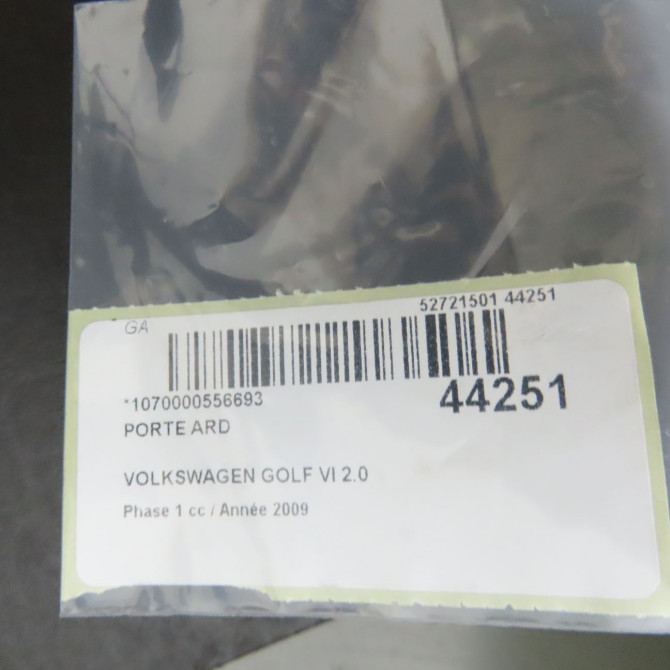 52721501 44251
GA
*1070000556693
44251
PORTE ARD
VOLKSWAGEN GOLF VI 2.0
Phase 1 cc / Année 2009